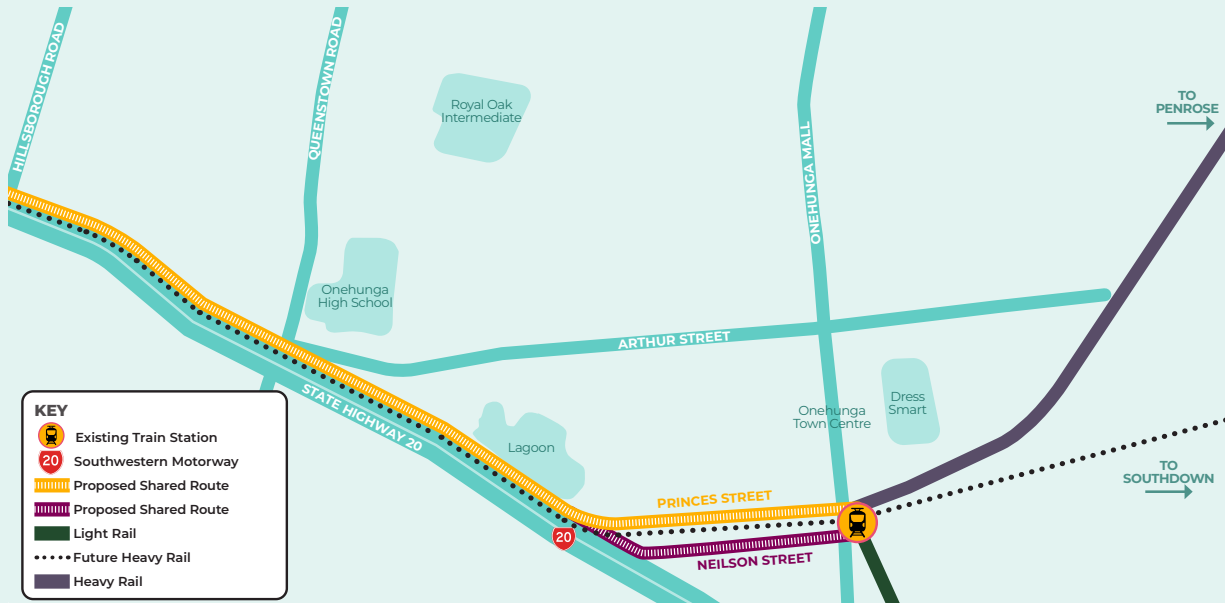 HILLSBOROUGH ROAD
QUEENSTOWN ROAD
Royal Oak
Intermediate
ONEHUNGA MALL
TO
PENROSE
Onehunga
High School
ARTHUR STREET
STATE HIGHWAY 20
Lagoon
Onehunga
Town Centre
Dress
Smart
TO
SOUTHDOWN
PRINCES STREET
20
NEILSON STREET
KEY
Existing Train Station
20
Southwestern Motorway
Proposed Shared Route
Proposed Shared Route
Light Rail
Future Heavy Rail
Heavy Rail